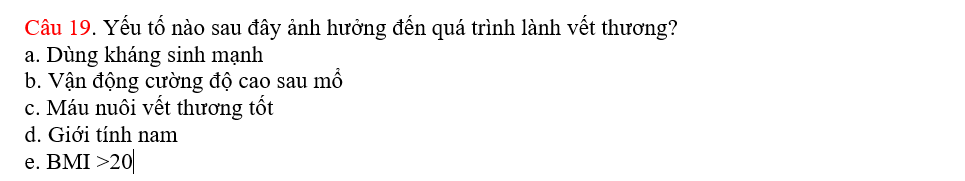 Câu 19. Yếu tố nào sau đây ảnh hưởng đến quá trình lành vết thương?
a. Dùng kháng sinh mạnh
b. Vận động cường độ cao sau mổ
c. Máu nuôi vết thương tốt
d. Giới tính nam
e. BMI >20